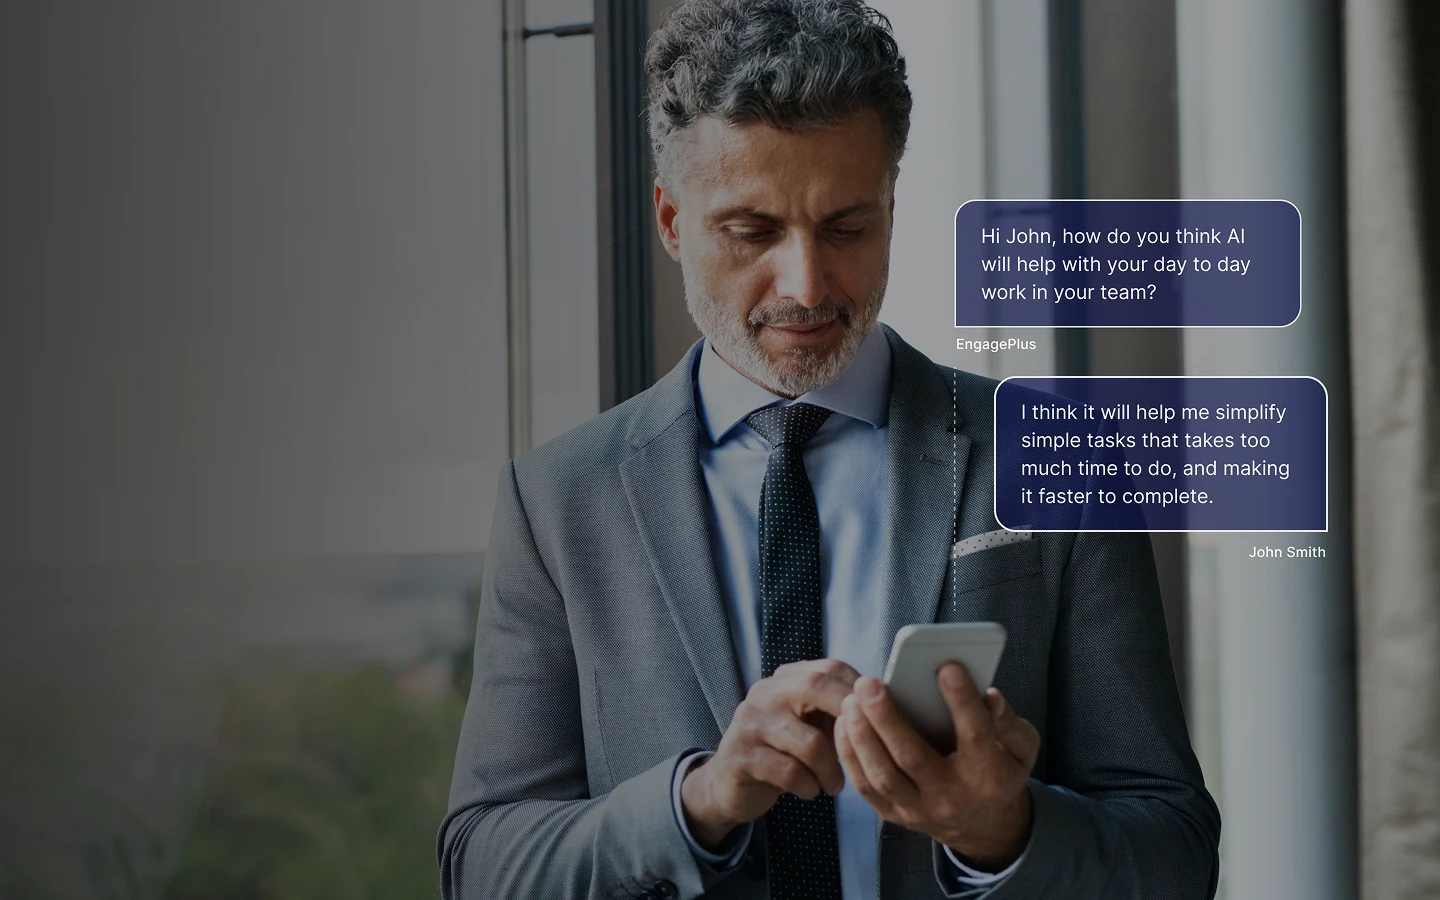 Hi John, how do you think AI
will help with your day to day
work in your team?
EngagePlus
I think it will help me simplify
simple tasks that takes too
much time to do, and making
it faster to complete.
John Smith